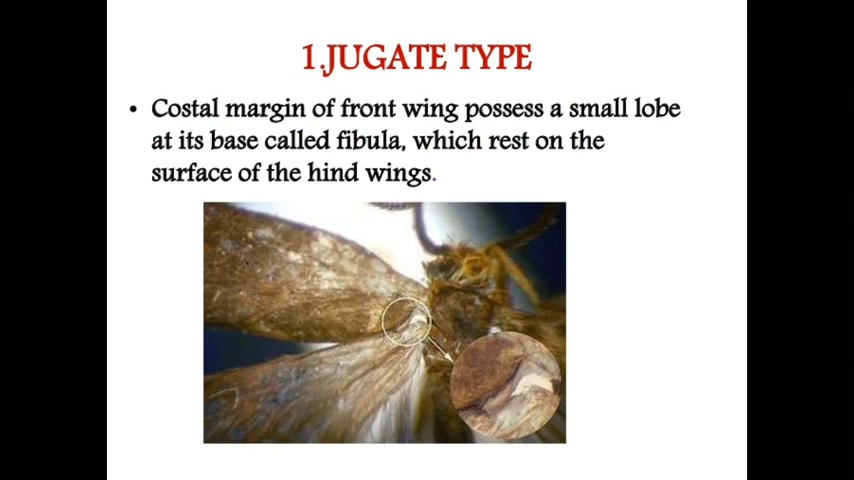 1.JUGATE TYPE
• Costal margin of front wing possess a small lobe
at its base called fibula, which rest on the
surface of the hind wings.